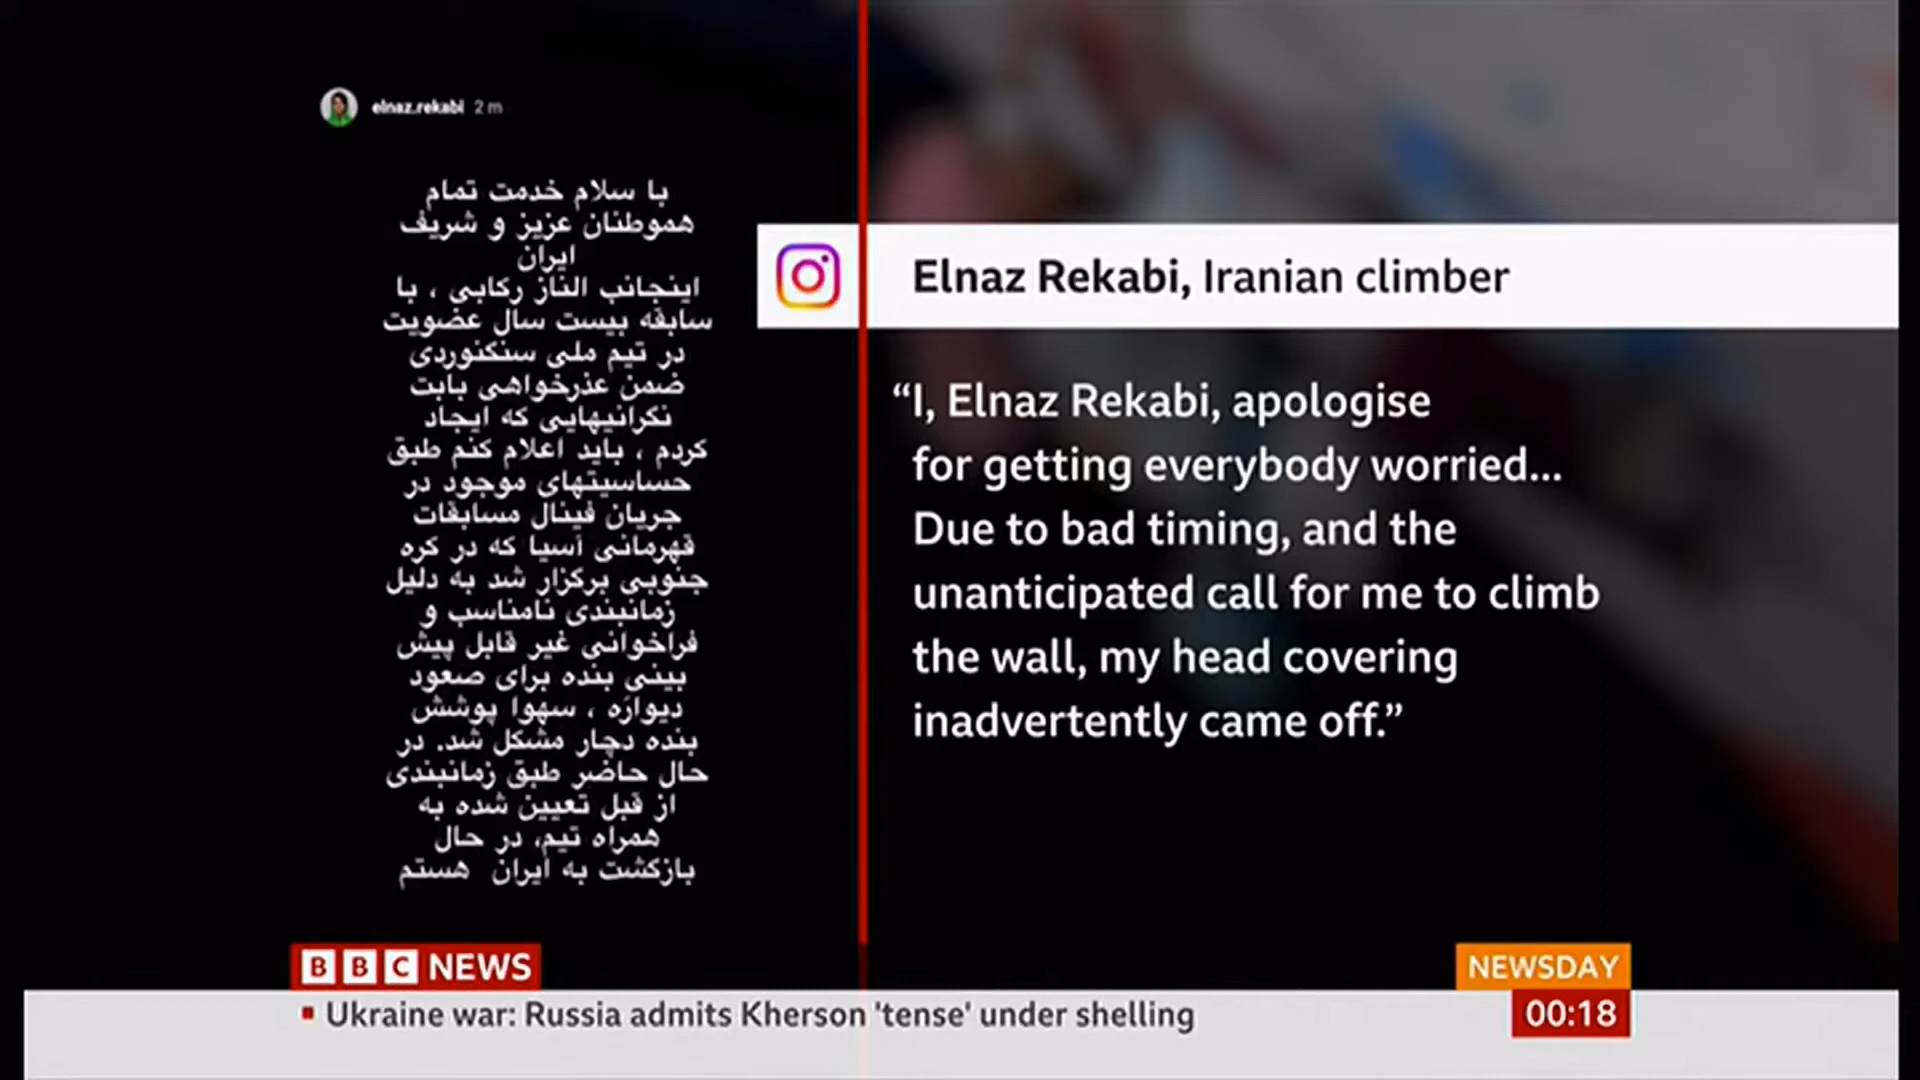 elnaz.rekabi 2 m
با سلام خدمت تمام
هموطنان عزیز و شریف
ایران
اینجانب الناز رکابی ، با
سابقه بیست سال عضویت
در تیم ملی سنگنوردی
ضمن عذرخواهی بابت
نگرانیهایی که ایجاد
کردم ، باید اعلام کنم طبق
حساسیتهای موجود در
جریان فینال مسابقات
قهرمانی آسیا که در کره
جنوبی برگزار شد به دلیل
زمانبندی نامناسب و
فراخوانی غیر قابل پیش
بینی بنده برای صعود
دیواره ، سهوا پوشش
بنده دچار مشکل شد. در
حال حاضر طبق زمانبندی
از قبل تعیین شده به
همراه تیم، در حال
بازگشت به ایران هستم
Elnaz Rekabi, Iranian climber
“I, Elnaz Rekabi, apologise
for getting everybody worried...
Due to bad timing, and the
unanticipated call for me to climb
the wall, my head covering
inadvertently came off.”
BBC NEWS
NEWSDAY
Ukraine war: Russia admits Kherson 'tense' under shelling
00:18